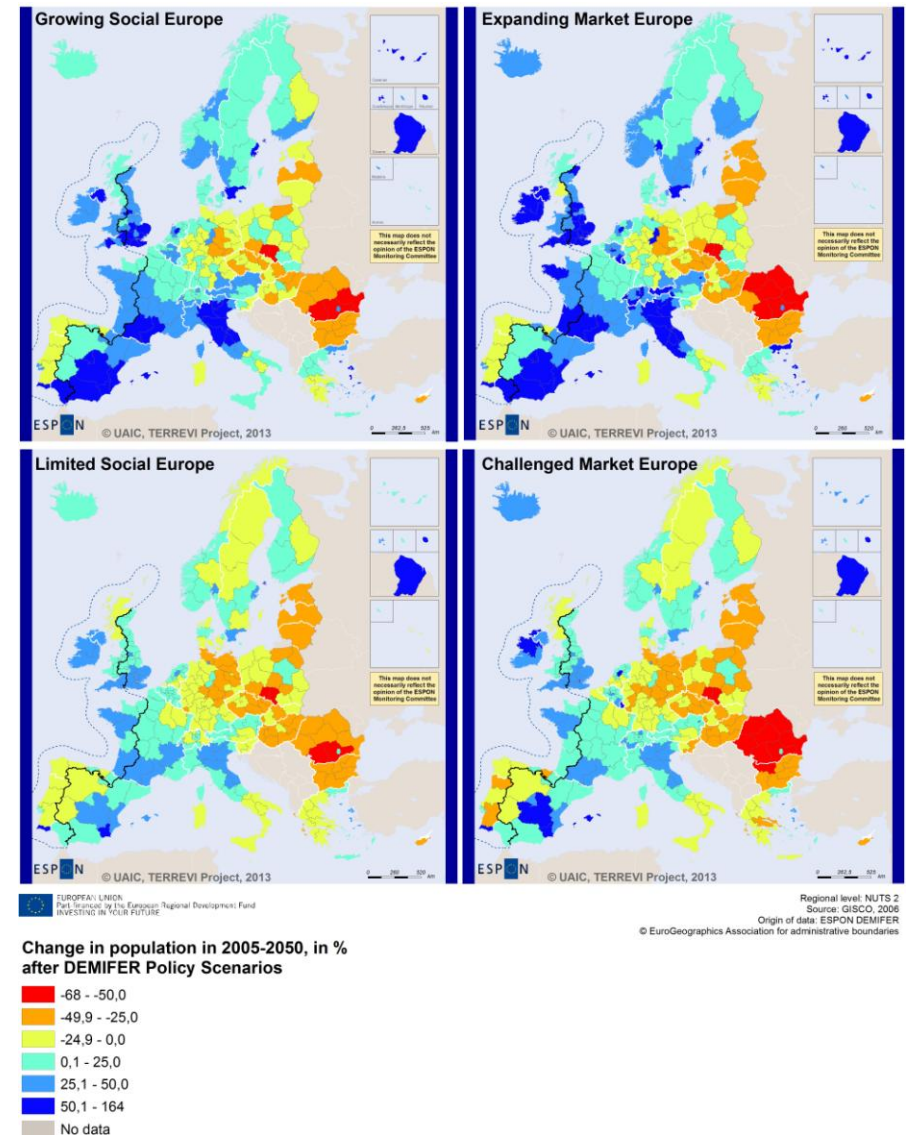 Growing Social Europe
Expanding Market Europe
This map does not
necessarily reflect the
opinion of the ESPON
Monitoring Committee
This map does not
necessarily reflect the
opinion of the ESPON
Monitoring Committee
ESPON
© UAIC, TERREVI Project, 2013
ESPON
© UAIC, TERREVI Project, 2013
Limited Social Europe
Challenged Market Europe
This map does not
necessarily reflect the
opinion of the ESPON
Monitoring Committee
This map does not
necessarily reflect the
opinion of the ESPON
Monitoring Committee
ESPON
© UAIC, TERREVI Project, 2013
ESPON
© UAIC, TERREVI Project, 2013
EUROPEAN UNION
Part-financed by the European Regional Development Fund
INVESTING IN YOUR FUTURE
Regional level: NUTS 2
Source: GISCO, 2006
Origin of data: ESPON DEMIFER
© EuroGeographics Association for administrative boundaries
Change in population in 2005-2050, in %
after DEMIFER Policy Scenarios
-68 - -50,0
-49,9 - -25,0
-24,9 - 0,0
0,1 - 25,0
25,1 - 50,0
50,1 - 164
No data